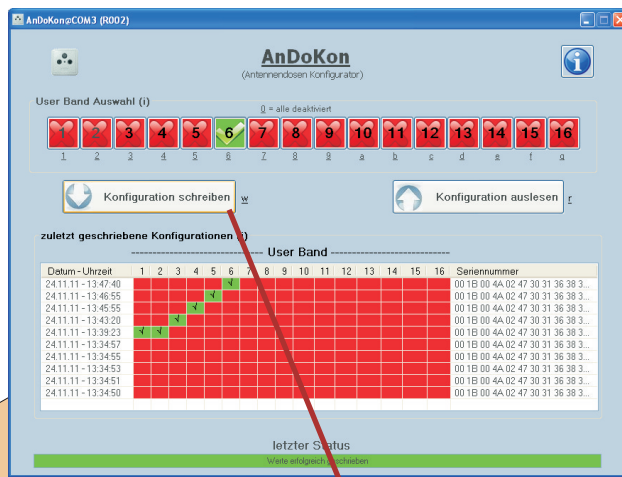 AnDoKon@COM3 (R002)
AnDoKon
(Antennendosen Konfigurator)
User Band Auswahl (i)
0 = alle deaktiviert
1 2 3 4 5 6 7 8 9 10 11 12 13 14 15 16
1 2 3 4 5 6 7 8 9 a b c d e f g
Konfiguration schreiben w Konfiguration auslesen r
zuletzt geschriebene Konfigurationen (i)
-------------------------- User Band --------------------------
Datum - Uhrzeit 1 2 3 4 5 6 7 8 9 10 11 12 13 14 15 16 Seriennummer
24.11.11 - 13:47:40 √ 00 1B 00 4A 02 47 30 31 36 38 3...
24.11.11 - 13:46:55 √ 00 1B 00 4A 02 47 30 31 36 38 3...
24.11.11 - 13:45:55 √ 00 1B 00 4A 02 47 30 31 36 38 3...
24.11.11 - 13:43:20 √ 00 1B 00 4A 02 47 30 31 36 38 3...
24.11.11 - 13:39:23 √ √ 00 1B 00 4A 02 47 30 31 36 38 3...
24.11.11 - 13:34:57 00 1B 00 4A 02 47 30 31 36 38 3...
24.11.11 - 13:34:55 00 1B 00 4A 02 47 30 31 36 38 3...
24.11.11 - 13:34:53 00 1B 00 4A 02 47 30 31 36 38 3...
24.11.11 - 13:34:51 00 1B 00 4A 02 47 30 31 36 38 3...
24.11.11 - 13:34:50 00 1B 00 4A 02 47 30 31 36 38 3...
letzter Status
Werte erfolgreich geschrieben